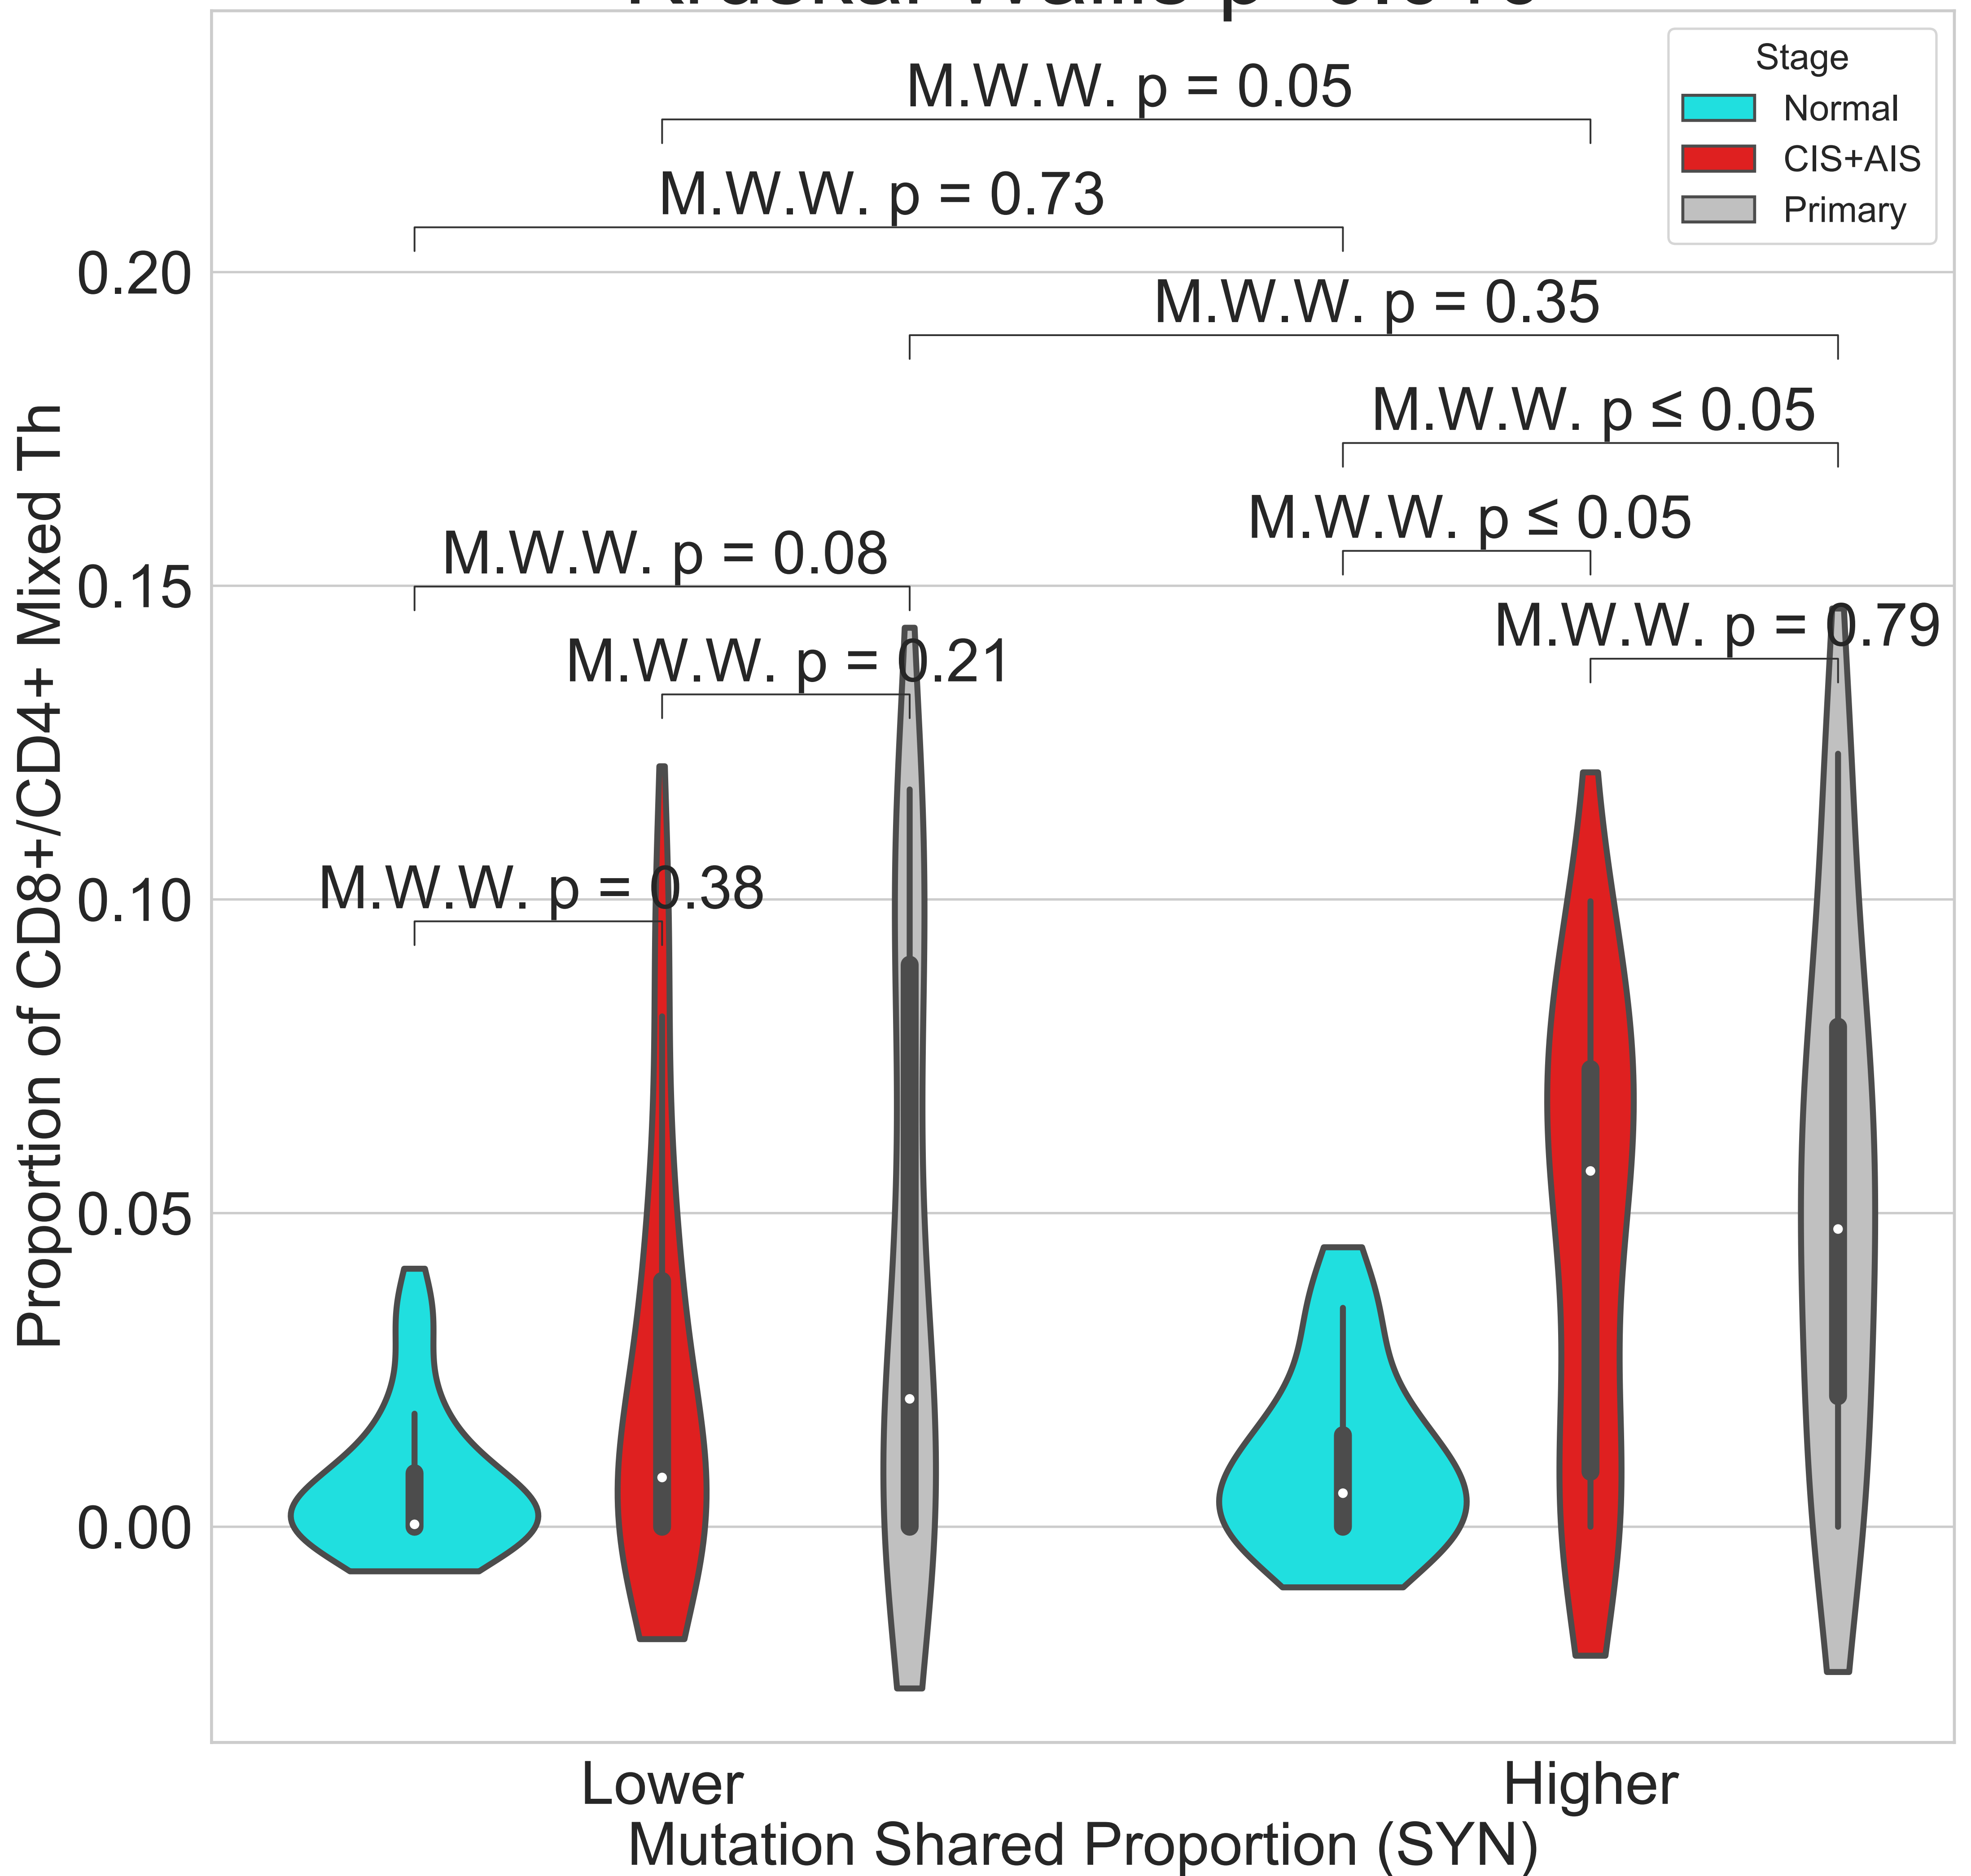 Stage
Normal
CIS+AIS
Primary
M.W.W. p = 0.05
M.W.W. p = 0.73
M.W.W. p = 0.35
M.W.W. p ≤ 0.05
M.W.W. p ≤ 0.05
M.W.W. p = 0.08
M.W.W. p = 0.79
M.W.W. p = 0.21
M.W.W. p = 0.38
Proportion of CD8+/CD4+ Mixed Th
0.20
0.15
0.10
0.05
0.00
Lower
Higher
Mutation Shared Proportion (SYN)